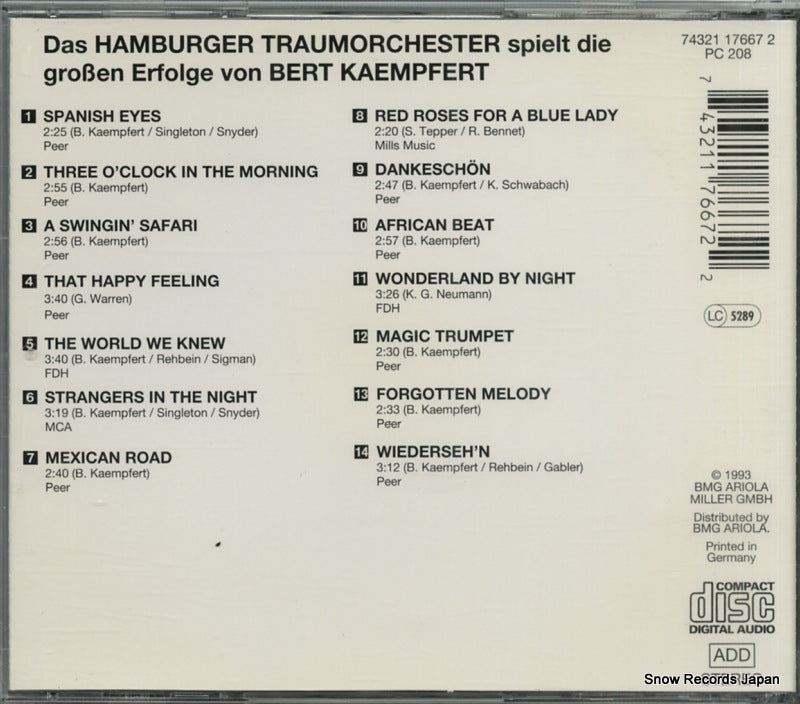 Das HAMBURGER TRAUMORCHESTER spielt die
großen Erfolge von BERT KAEMPFERT
74321 17667 2
PC 208
1 SPANISH EYES
2:25 (B. Kaempfert / Singleton / Snyder)
Peer
2 THREE O'CLOCK IN THE MORNING
2:55 (B. Kaempfert)
Peer
3 A SWINGIN' SAFARI
2:56 (B. Kaempfert)
Peer
4 THAT HAPPY FEELING
3:40 (G. Warren)
Peer
5 THE WORLD WE KNEW
3:40 (B. Kaempfert / Rehbein / Sigman)
FDH
6 STRANGERS IN THE NIGHT
3:19 (B. Kaempfert / Singleton / Snyder)
MCA
7 MEXICAN ROAD
2:40 (B. Kaempfert)
Peer
8 RED ROSES FOR A BLUE LADY
2:20 (S. Tepper / R. Bennet)
Mills Music
9 DANKESCHÖN
2:47 (B. Kaempfert / K. Schwabach)
Peer
10 AFRICAN BEAT
2:57 (B. Kaempfert)
Peer
11 WONDERLAND BY NIGHT
3:26 (K. G. Neumann)
FDH
12 MAGIC TRUMPET
2:30 (B. Kaempfert)
Peer
13 FORGOTTEN MELODY
2:33 (B. Kaempfert)
Peer
14 WIEDERSEH'N
3:12 (B. Kaempfert / Rehbein / Gabler)
Peer
7 43211 76672 2
LC 5289
© 1993
BMG ARIOLA
MILLER GMBH
Distributed by
BMG ARIOLA.
Printed in
Germany
COMPACT
disc
DIGITAL AUDIO
ADD
STEREO
Snow Records Japan